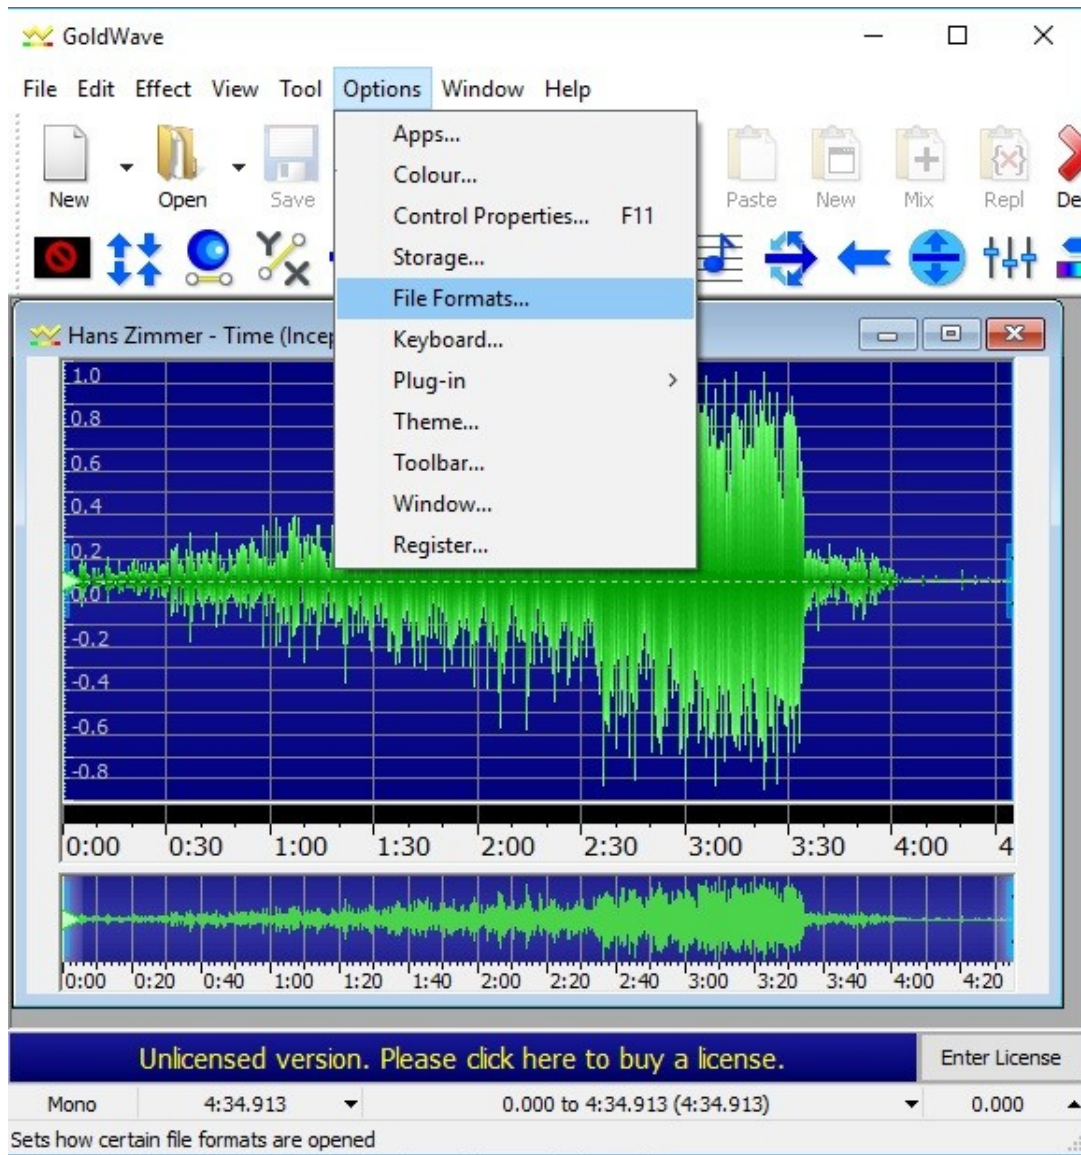 GoldWave
File Edit Effect View Tool Options Window Help
New Open Save Paste New Mix Repl De
Apps...
Colour...
Control Properties... F11
Storage...
File Formats...
Keyboard...
Plug-in
Theme...
Toolbar...
Window...
Register...
Hans Zimmer - Time (Incep
1.0
0.8
0.6
0.4
0.2
0.0
-0.2
-0.4
-0.6
-0.8
0:00 0:30 1:00 1:30 2:00 2:30 3:00 3:30 4:00 4
0:00 0:20 0:40 1:00 1:20 1:40 2:00 2:20 2:40 3:00 3:20 3:40 4:00 4:20
Unlicensed version. Please click here to buy a license. Enter License
Mono 4:34.913 0.000 to 4:34.913 (4:34.913) 0.000
Sets how certain file formats are opened